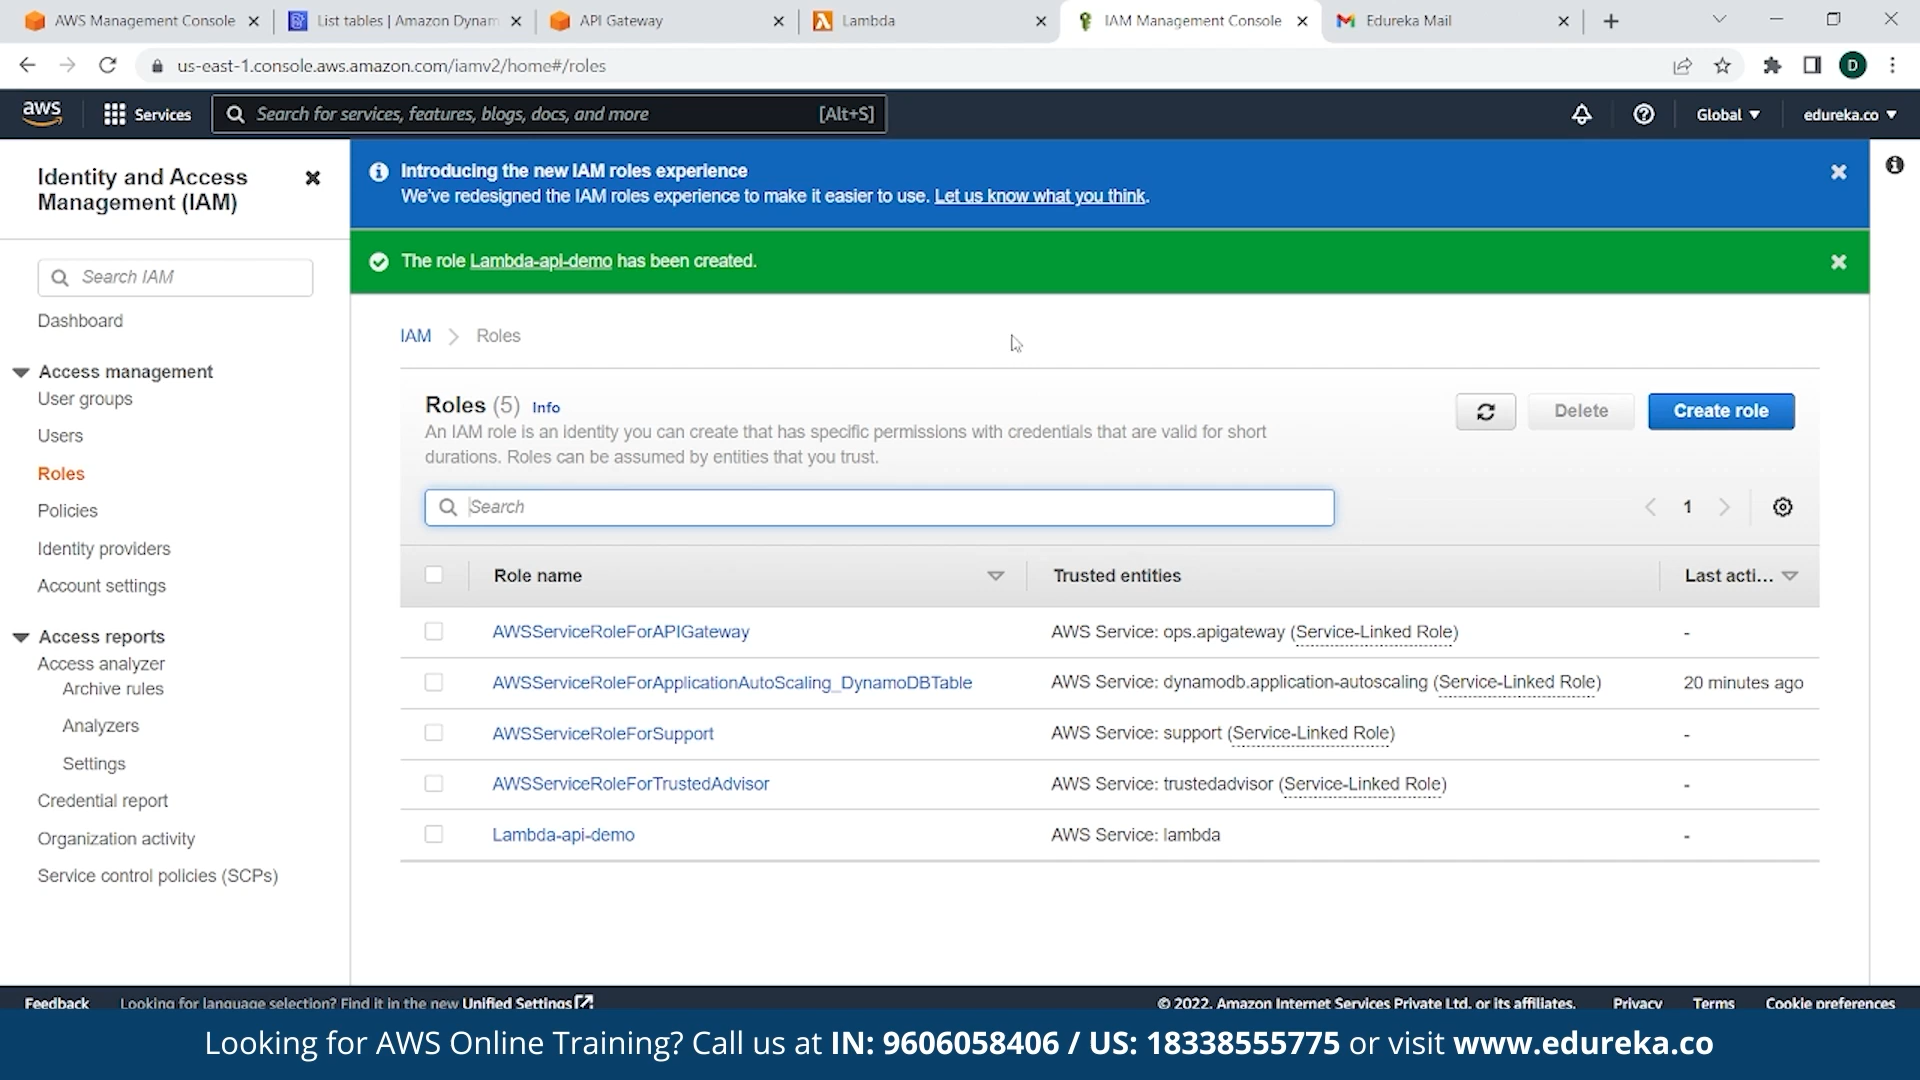 AWS Management Console
List tables | Amazon Dynam
API Gateway
Lambda
IAM Management Console
Edureka Mail
us-east-1.console.aws.amazon.com/iamv2/home#/roles
D
aws
Services
Search for services, features, blogs, docs, and more
[Alt+S]
Global
edureka.co
Identity and Access
Management (IAM)
Search IAM
Dashboard
Access management
User groups
Users
Roles
Policies
Identity providers
Account settings
Access reports
Access analyzer
Archive rules
Analyzers
Settings
Credential report
Organization activity
Service control policies (SCPs)
Introducing the new IAM roles experience
We've redesigned the IAM roles experience to make it easier to use. Let us know what you think.
The role Lambda-api-demo has been created.
IAM
Roles
Roles (5) Info
An IAM role is an identity you can create that has specific permissions with credentials that are valid for short
durations. Roles can be assumed by entities that you trust.
Delete
Create role
Search
1
Role name
Trusted entities
Last acti...
AWSServiceRoleForAPIGateway
AWS Service: ops.apigateway (Service-Linked Role)
-
AWSServiceRoleForApplicationAutoScaling_DynamoDBTable
AWS Service: dynamodb.application-autoscaling (Service-Linked Role)
20 minutes ago
AWSServiceRoleForSupport
AWS Service: support (Service-Linked Role)
-
AWSServiceRoleForTrustedAdvisor
AWS Service: trustedadvisor (Service-Linked Role)
-
Lambda-api-demo
AWS Service: lambda
-
Feedback
Looking for language selection? Find it in the new Unified Settings
© 2022, Amazon Internet Services Private Ltd. or its affiliates.
Privacy
Terms
Cookie preferences
Looking for AWS Online Training? Call us at IN: 9606058406 / US: 18338555775 or visit www.edureka.co